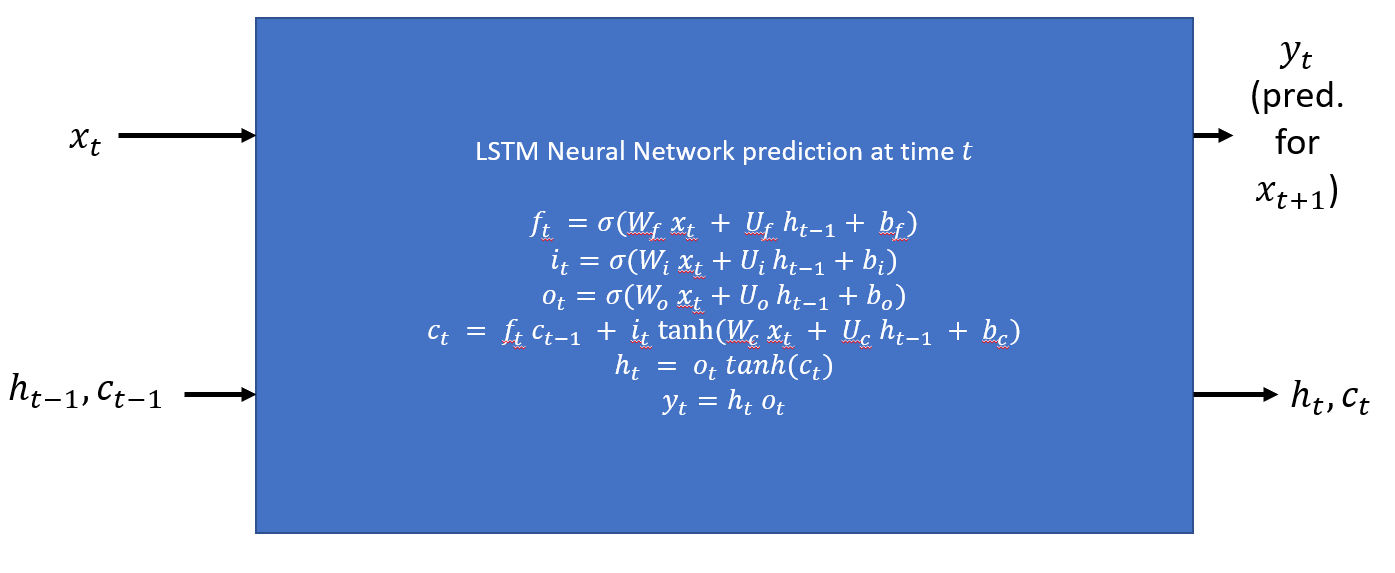 x_t
h_{t−1}, c_{t−1}
LSTM Neural Network prediction at time t
f_t = σ(W_f x_t + U_f h_{t−1} + b_f)
i_t = σ(W_i x_t + U_i h_{t−1} + b_i)
o_t = σ(W_o x_t + U_o h_{t−1} + b_o)
c_t = f_t c_{t−1} + i_t tanh(W_c x_t + U_c h_{t−1} + b_c)
h_t = o_t tanh(c_t)
y_t = h_t o_t
y_t
(pred.
for
x_{t+1})
h_t, c_t